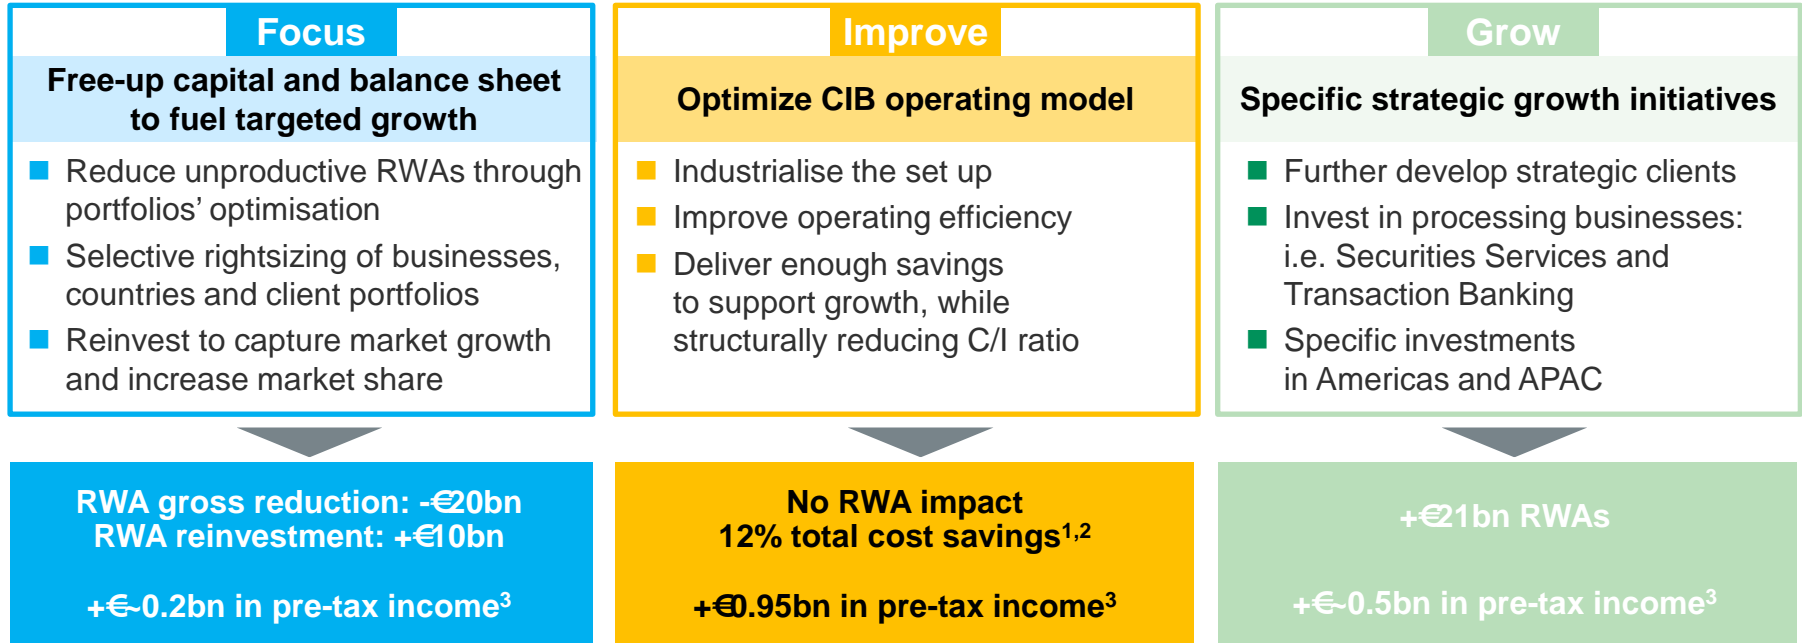 Focus
Free-up capital and balance sheet
to fuel targeted growth
Reduce unproductive RWAs through
portfolios’ optimisation
Selective rightsizing of businesses,
countries and client portfolios
Reinvest to capture market growth
and increase market share
RWA gross reduction: -€20bn
RWA reinvestment: +€10bn
+€~0.2bn in pre-tax income³
Improve
Optimize CIB operating model
Industrialise the set up
Improve operating efficiency
Deliver enough savings
to support growth, while
structurally reducing C/I ratio
No RWA impact
12% total cost savings¹,²
+€0.95bn in pre-tax income³
Grow
Specific strategic growth initiatives
Further develop strategic clients
Invest in processing businesses:
i.e. Securities Services and
Transaction Banking
Specific investments
in Americas and APAC
+€21bn RWAs
+€~0.5bn in pre-tax income³